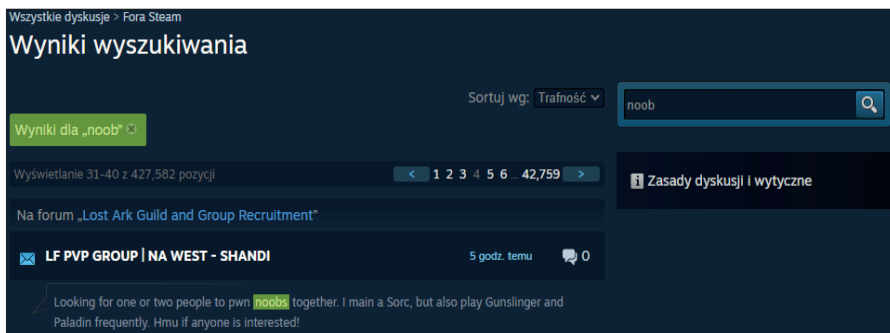 Wszystkie dyskusje > Fora Steam
Wyniki wyszukiwania
Sortuj wg: Trafność
noob
Wyniki dla „noob"
Wyświetlanie 31-40 z 427,582 pozycji
< 1 2 3 4 5 6 ... 42,759 >
Zasady dyskusji i wytyczne
Na forum „Lost Ark Guild and Group Recruitment"
LF PVP GROUP | NA WEST - SHANDI
5 godz. temu
0
Looking for one or two people to pwn noobs together. I main a Sorc, but also play Gunslinger and
Paladin frequently. Hmu if anyone is interested!